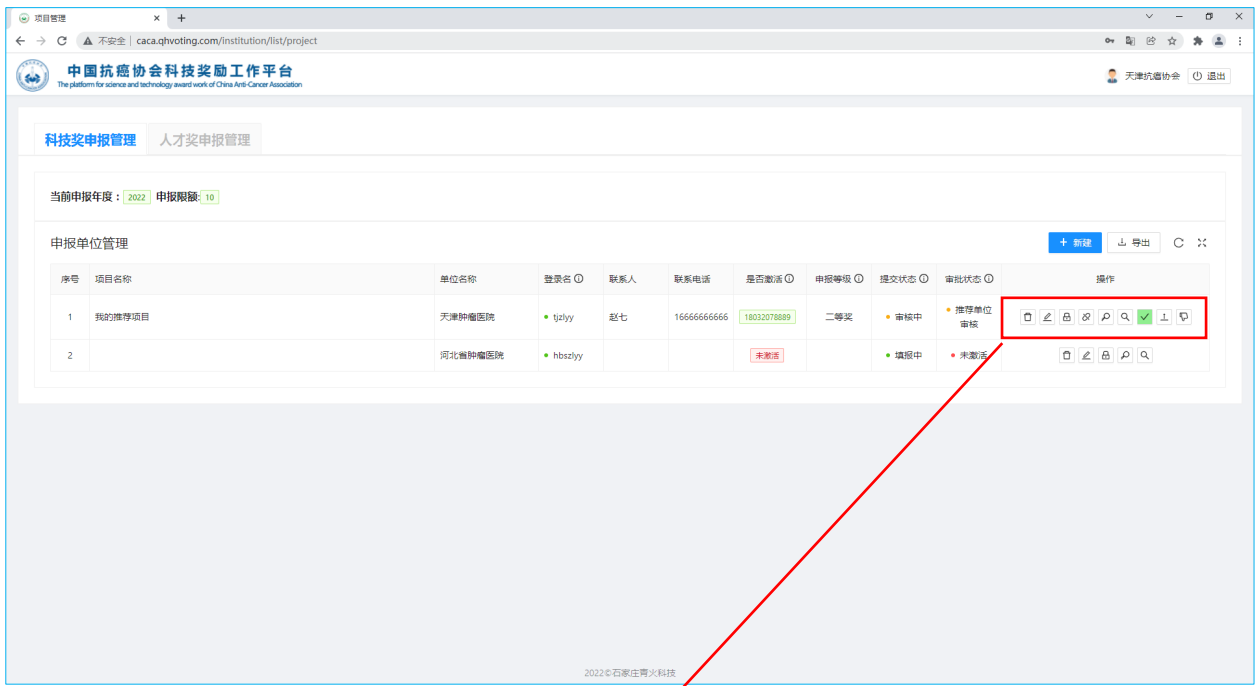 项目管理
不安全 | caca.qhvoting.com/institution/list/project
中国抗癌协会科技奖励工作平台
The platform for science and technology award work of China Anti-Cancer Association
天津抗癌协会 退出
科技奖申报管理 人才奖申报管理
当前申报年度： 2022 申报限额: 10
申报单位管理 + 新建 导出
序号 项目名称 单位名称 登录名 联系人 联系电话 是否激活 申报等级 提交状态 审批状态 操作
1 我的推荐项目 天津肿瘤医院 tjzlyy 赵七 16666666666 18032078889 二等奖 审核中 推荐单位
审核
2 河北省肿瘤医院 hbszlyy 未激活 填报中 未激活
2022©石家庄青火科技